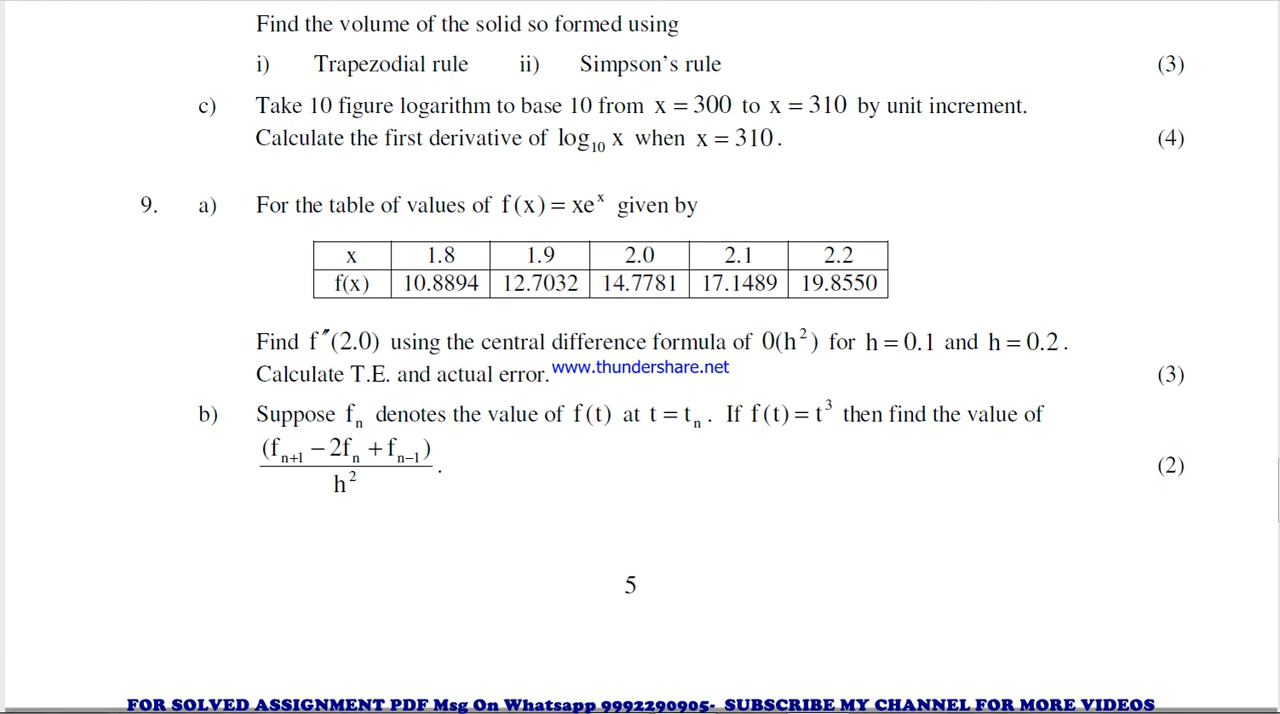 Find the volume of the solid so formed using
i) Trapezodial rule ii) Simpson's rule (3)
c) Take 10 figure logarithm to base 10 from x = 300 to x = 310 by unit increment.
Calculate the first derivative of log₁₀ x when x = 310. (4)
9. a) For the table of values of f(x) = xeˣ given by
x 1.8 1.9 2.0 2.1 2.2
f(x) 10.8894 12.7032 14.7781 17.1489 19.8550
Find f″(2.0) using the central difference formula of 0(h²) for h = 0.1 and h = 0.2.
Calculate T.E. and actual error. www.thundershare.net (3)
b) Suppose fₙ denotes the value of f(t) at t = tₙ. If f(t) = t³ then find the value of
(fₙ₊₁ − 2fₙ + fₙ₋₁)
h² . (2)
5
FOR SOLVED ASSIGNMENT PDF Msg On Whatsapp 9992290905- SUBSCRIBE MY CHANNEL FOR MORE VIDEOS